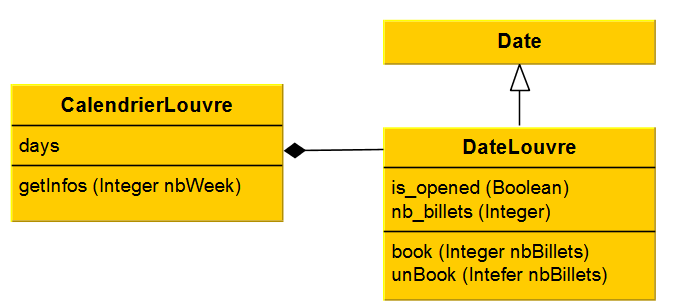 Date
CalendrierLouvre
days
getInfos (Integer nbWeek)
DateLouvre
is_opened (Boolean)
nb_billets (Integer)
book (Integer nbBillets)
unBook (Intefer nbBillets)